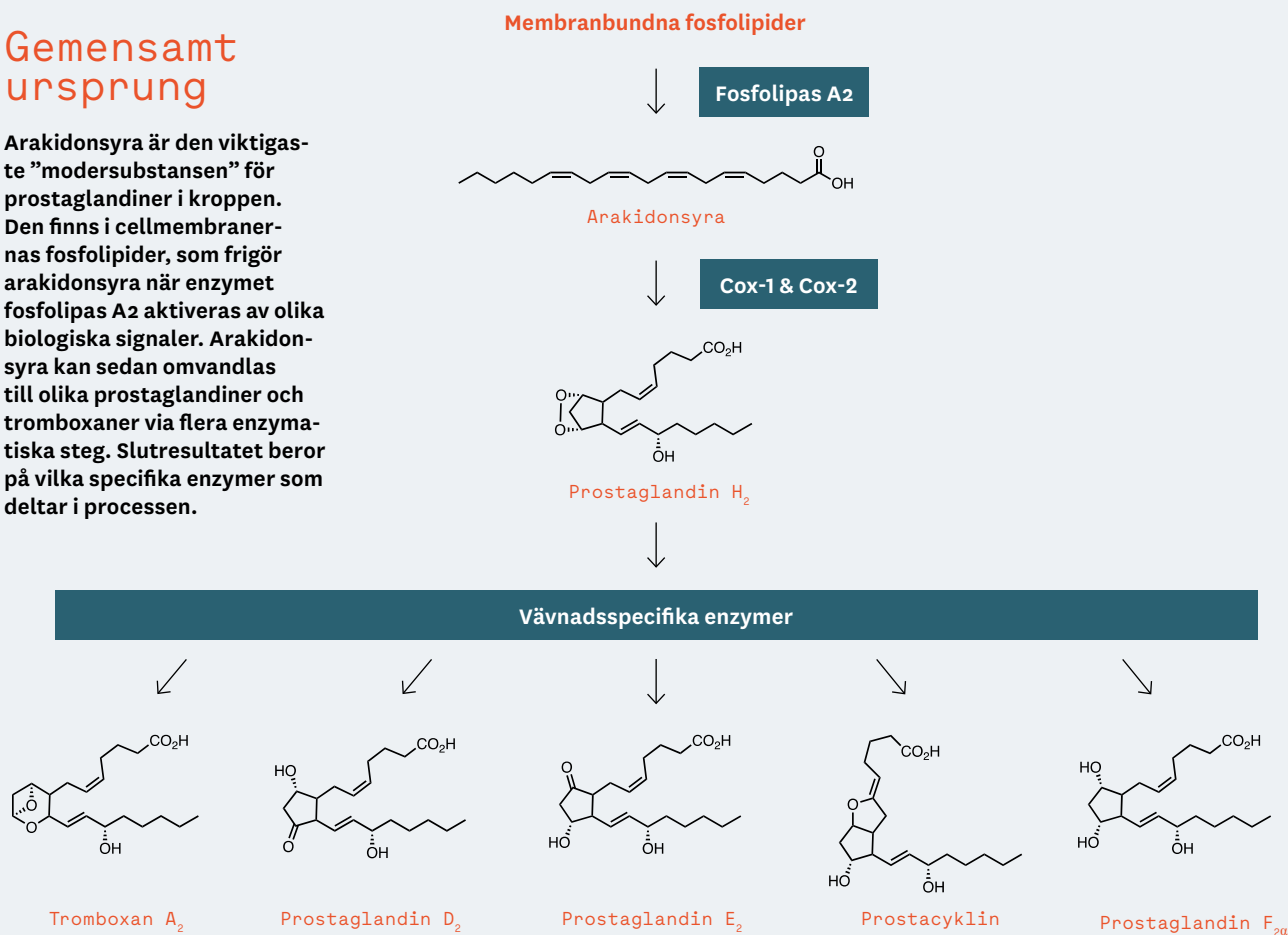 Gemensamt
ursprung
Arakidonsyra är den viktigas-
te ”modersubstansen” för
prostaglandiner i kroppen.
Den finns i cellmembraner-
nas fosfolipider, som frigör
arakidonsyra när enzymet
fosfolipas A2 aktiveras av olika
biologiska signaler. Arakidon-
syra kan sedan omvandlas
till olika prostaglandiner och
tromboxaner via flera enzyma-
tiska steg. Slutresultatet beror
på vilka specifika enzymer som
deltar i processen.
Membranbundna fosfolipider
Fosfolipas A2
O
OH
Arakidonsyra
Cox-1 & Cox-2
CO₂H
O
O
OH
Prostaglandin H₂
Vävnadsspecifika enzymer
CO₂H
O
O
OH
Tromboxan A₂
CO₂H
HO
O
OH
Prostaglandin D₂
CO₂H
O
HO
OH
Prostaglandin E₂
CO₂H
O
HO
OH
Prostacyklin
CO₂H
HO
HO
OH
Prostaglandin F₂α